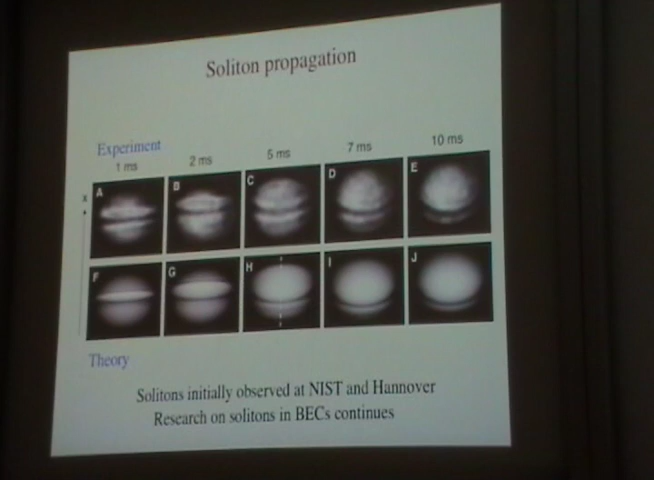 Soliton propagation
Experiment
1 ms 2 ms 5 ms 7 ms 10 ms
x
A B C D E
F G H I J
Theory
Solitons initially observed at NIST and Hannover
Research on solitons in BECs continues